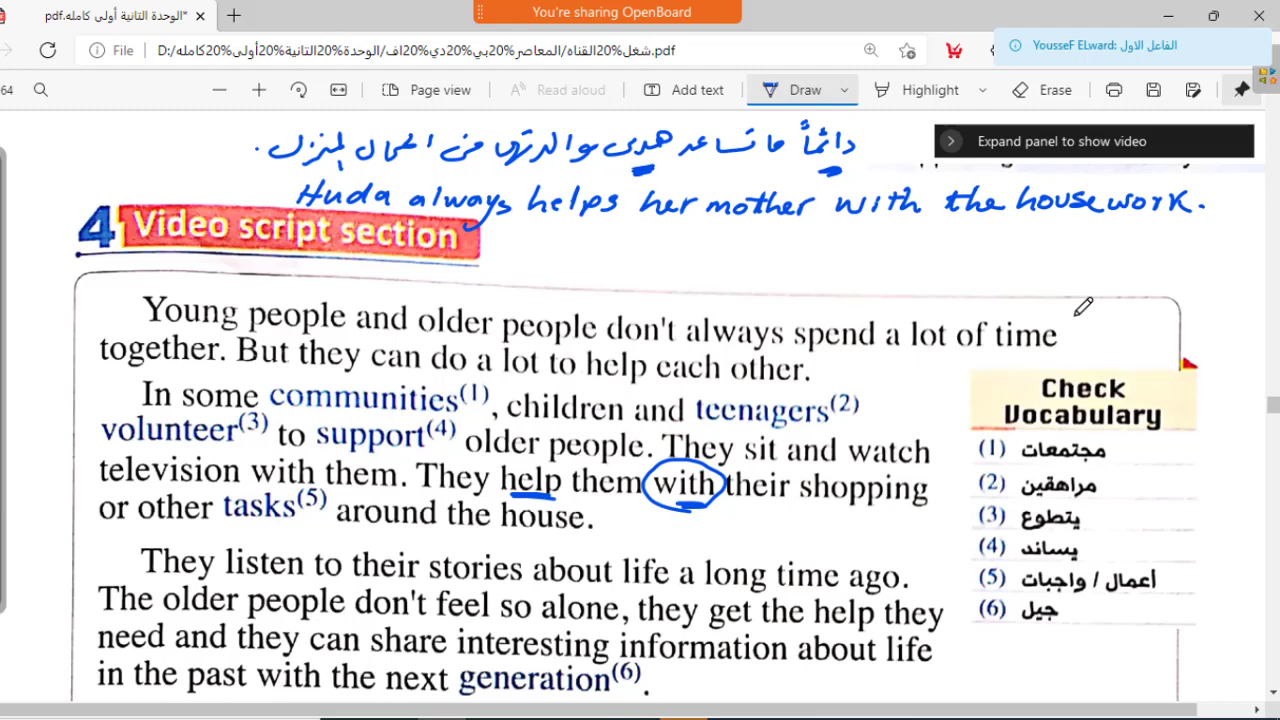 *الوحدة الثانية أولى كامله.pdf
You're sharing OpenBoard
File
D:/شغل%20القناه/المعاصر%20بي%20دي%20اف/الوحدة%20الثانية%20أولى%20كامله.pdf
YousseF ELward: الفاعل الاول
64
Page view
Read aloud
Add text
Draw
Highlight
Erase
Expand panel to show video
دائماً ما تساعد هدى والدتها في اعمال المنزل.
Huda always helps her mother with the housework.
4 Video script section
Young people and older people don't always spend a lot of time
together. But they can do a lot to help each other.
In some communities(1), children and teenagers(2)
volunteer(3) to support(4) older people. They sit and watch
television with them. They help them with their shopping
or other tasks(5) around the house.
They listen to their stories about life a long time ago.
The older people don't feel so alone, they get the help they
need and they can share interesting information about life
in the past with the next generation(6).
Check
Vocabulary
(1) مجتمعات
(2) مراهقين
(3) يتطوع
(4) يساند
(5) أعمال / واجبات
(6) جيل